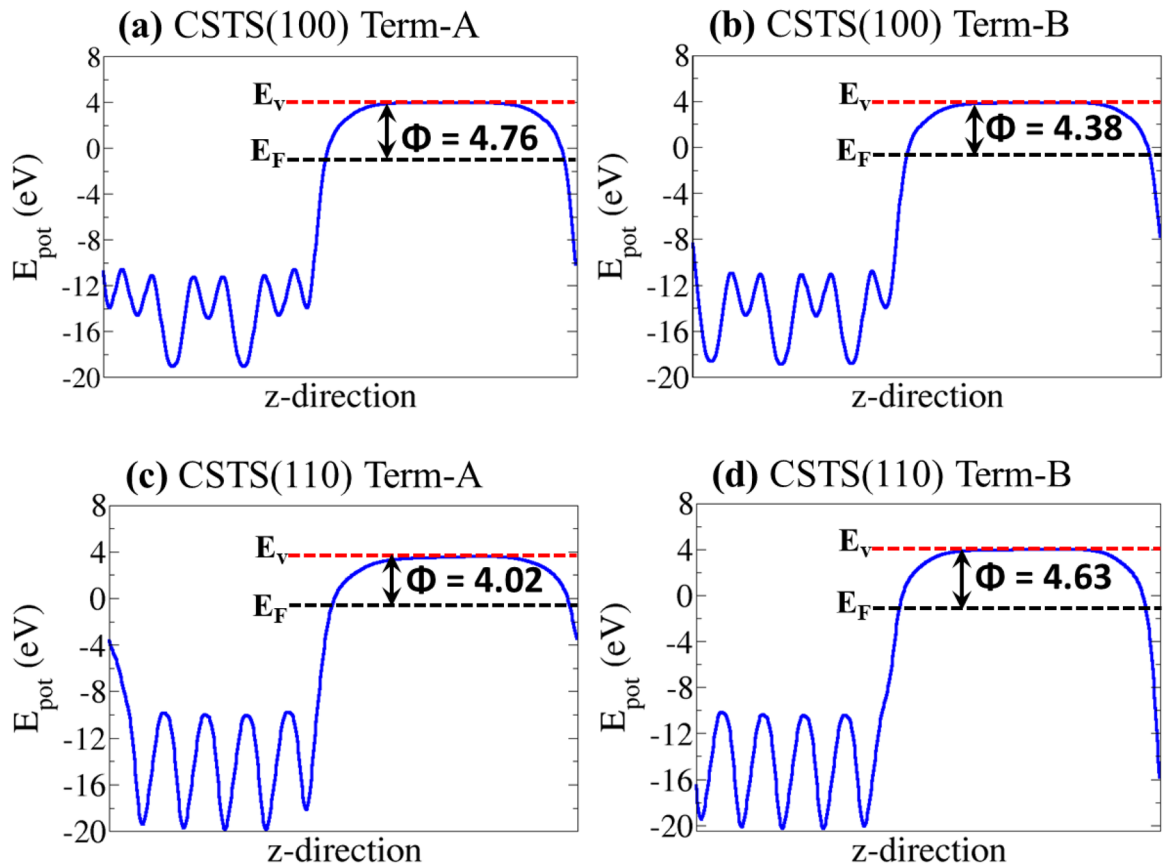 (a) CSTS(100) Term-A
8
4
0
-4
-8
-12
-16
-20
E_pot (eV)
E_v
E_F
Φ = 4.76
z-direction
(b) CSTS(100) Term-B
8
4
0
-4
-8
-12
-16
-20
E_pot (eV)
E_v
E_F
Φ = 4.38
z-direction
(c) CSTS(110) Term-A
8
4
0
-4
-8
-12
-16
-20
E_pot (eV)
E_v
E_F
Φ = 4.02
z-direction
(d) CSTS(110) Term-B
8
4
0
-4
-8
-12
-16
-20
E_pot (eV)
E_v
E_F
Φ = 4.63
z-direction